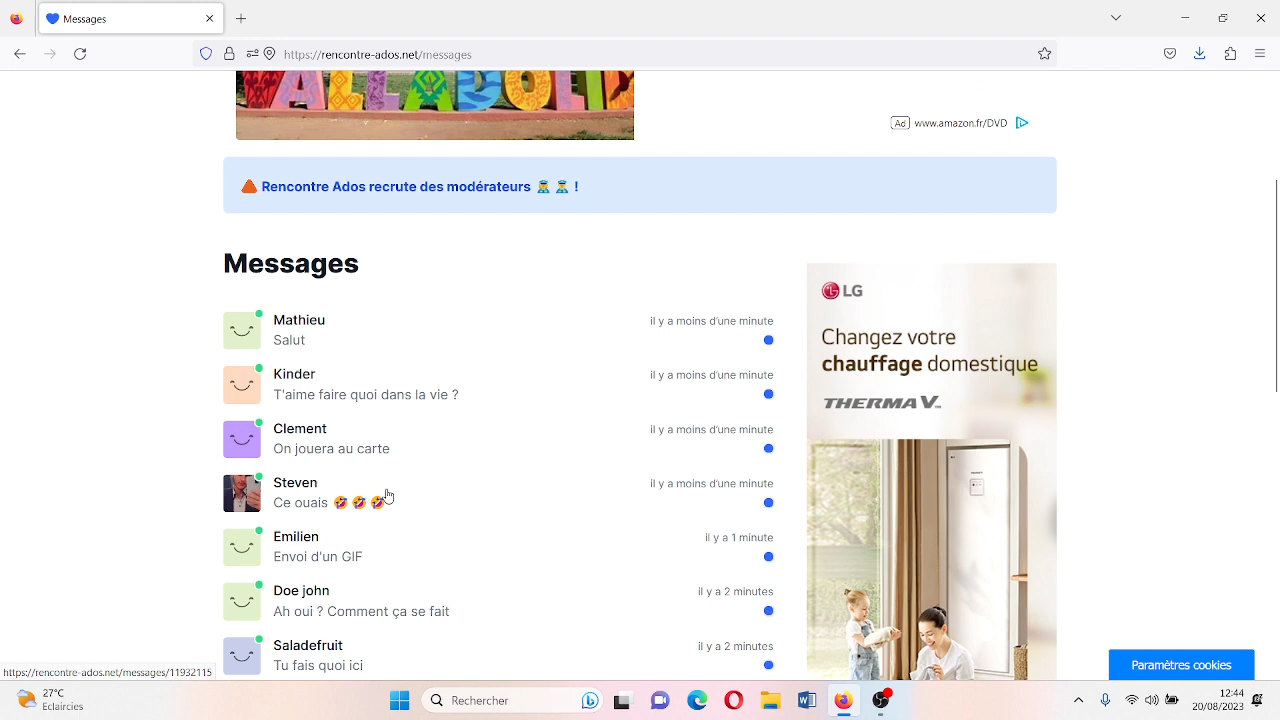 Messages
https://rencontre-ados.net/messages
VALLADOLID
Ad www.amazon.fr/DVD
Rencontre Ados recrute des modérateurs !
Messages
Mathieu
il y a moins d'une minute
Salut
Kinder
il y a moins d'une minute
T'aime faire quoi dans la vie ?
Clement
il y a moins d'une minute
On jouera au carte
Steven
il y a moins d'une minute
Ce ouais 🤣🤣🤣
Emilien
il y a 1 minute
Envoi d'un GIF
Doe john
il y a 2 minutes
Ah oui ? Comment ça se fait
Saladefruit
il y a 2 minutes
Tu fais quoi ici
LG
Changez votre
chauffage domestique
THERMA V™
Paramètres cookies
https://rencontre-ados.net/messages/11932115
27°C
Eclaircies
Rechercher
12:44
20/08/2023